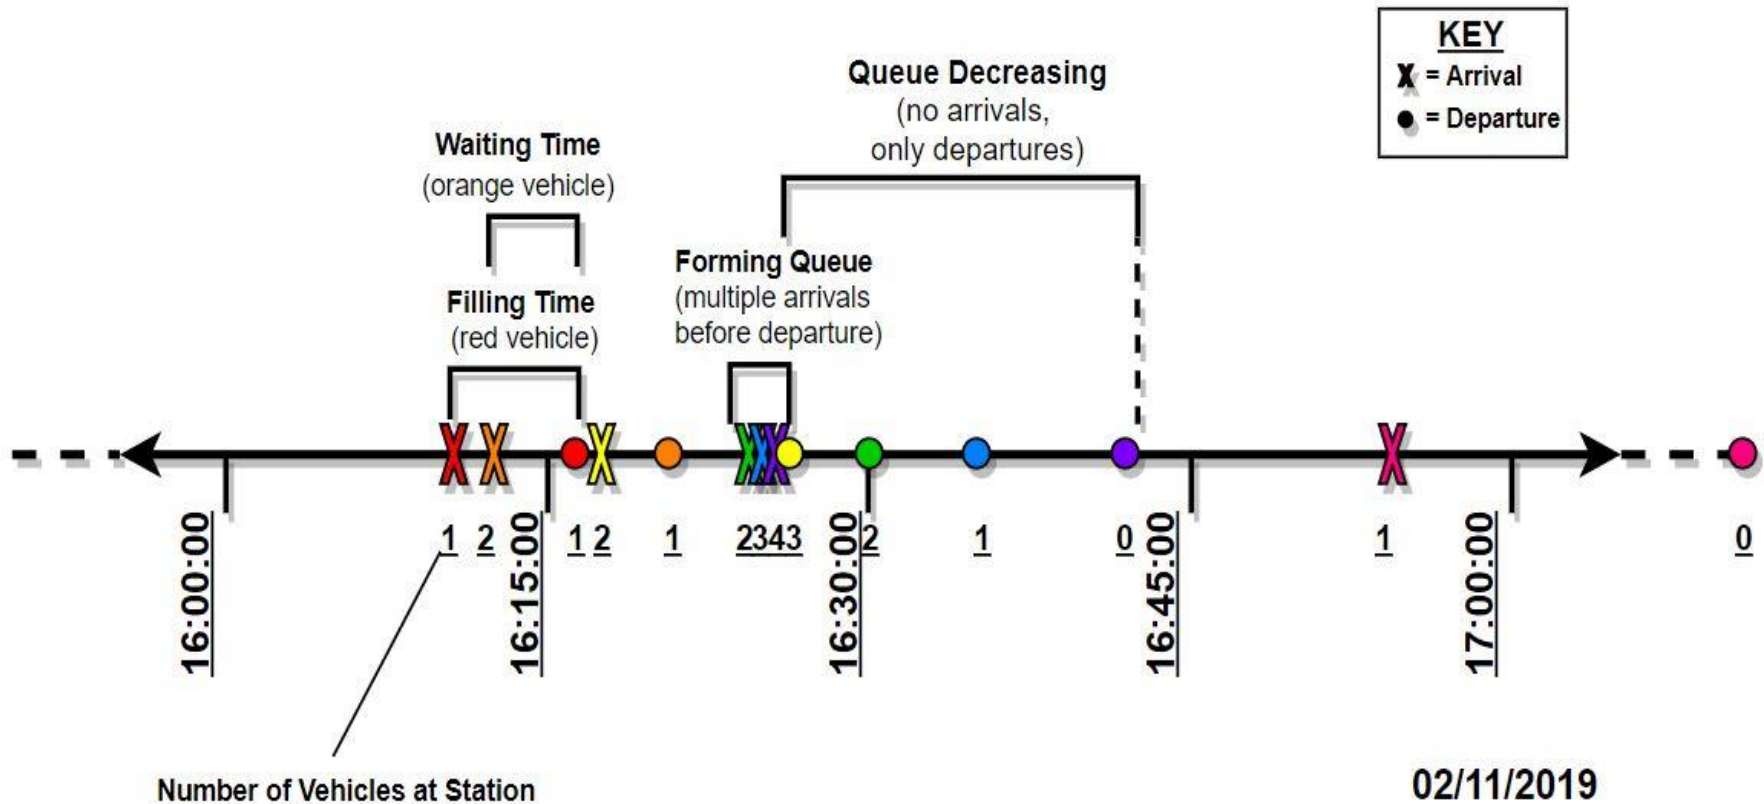 KEY
X = Arrival
= Departure
Queue Decreasing
(no arrivals,
only departures)
Waiting Time
(orange vehicle)
Forming Queue
(multiple arrivals
before departure)
Filling Time
(red vehicle)
1 2 1 2 1 2343 2 1 0 1 0
16:00:00
16:15:00
16:30:00
16:45:00
17:00:00
Number of Vehicles at Station
02/11/2019